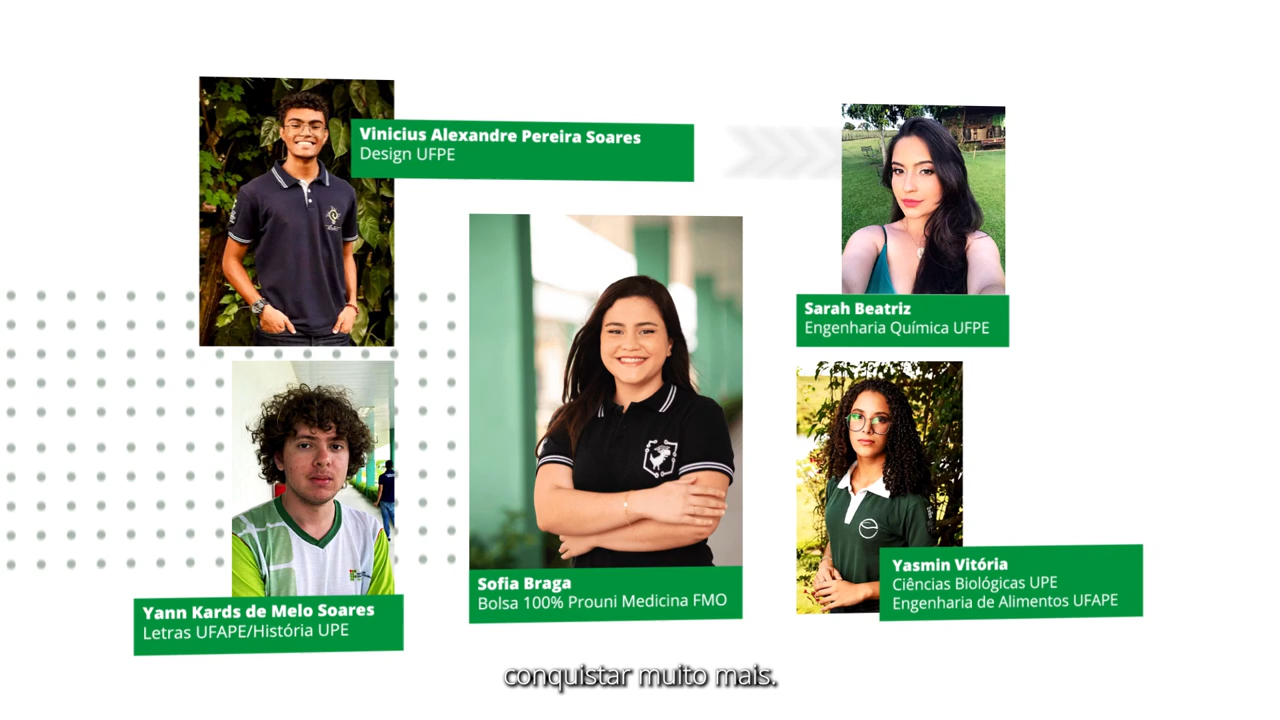 Vinicius Alexandre Pereira Soares
Design UFPE
Sarah Beatriz
Engenharia Química UFPE
Sofia Braga
Bolsa 100% Prouni Medicina FMO
Yasmin Vitória
Ciências Biológicas UPE
Engenharia de Alimentos UFAPE
Yann Kards de Melo Soares
Letras UFAPE/História UPE
conquistar muito mais.